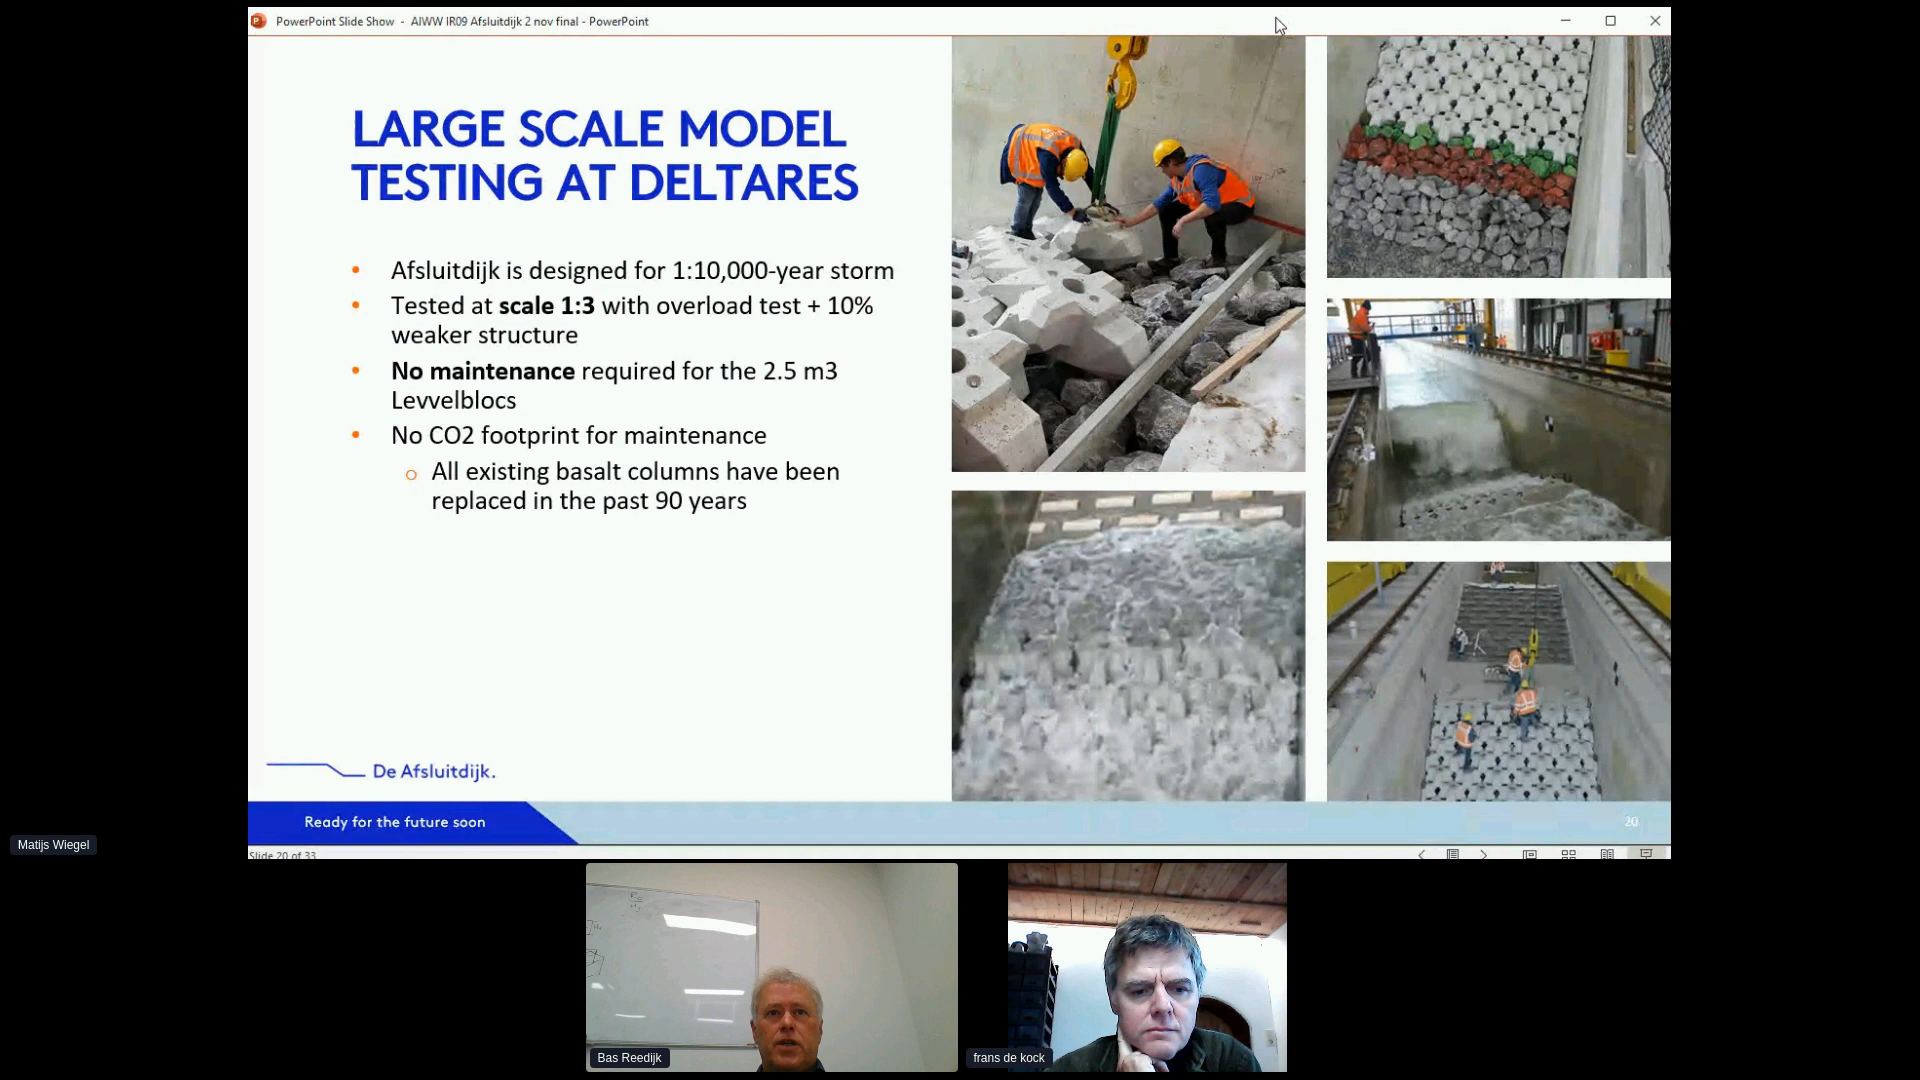 PowerPoint Slide Show - AIWW IR09 Afsluitdijk 2 nov final - PowerPoint
LARGE SCALE MODEL
TESTING AT DELTARES
• Afsluitdijk is designed for 1:10,000-year storm
• Tested at scale 1:3 with overload test + 10%
weaker structure
• No maintenance required for the 2.5 m3
Levvelblocs
• No CO2 footprint for maintenance
o All existing basalt columns have been
replaced in the past 90 years
De Afsluitdijk.
Ready for the future soon
20
Slide 20 of 33
Matijs Wiegel
Bas Reedijk
frans de kock